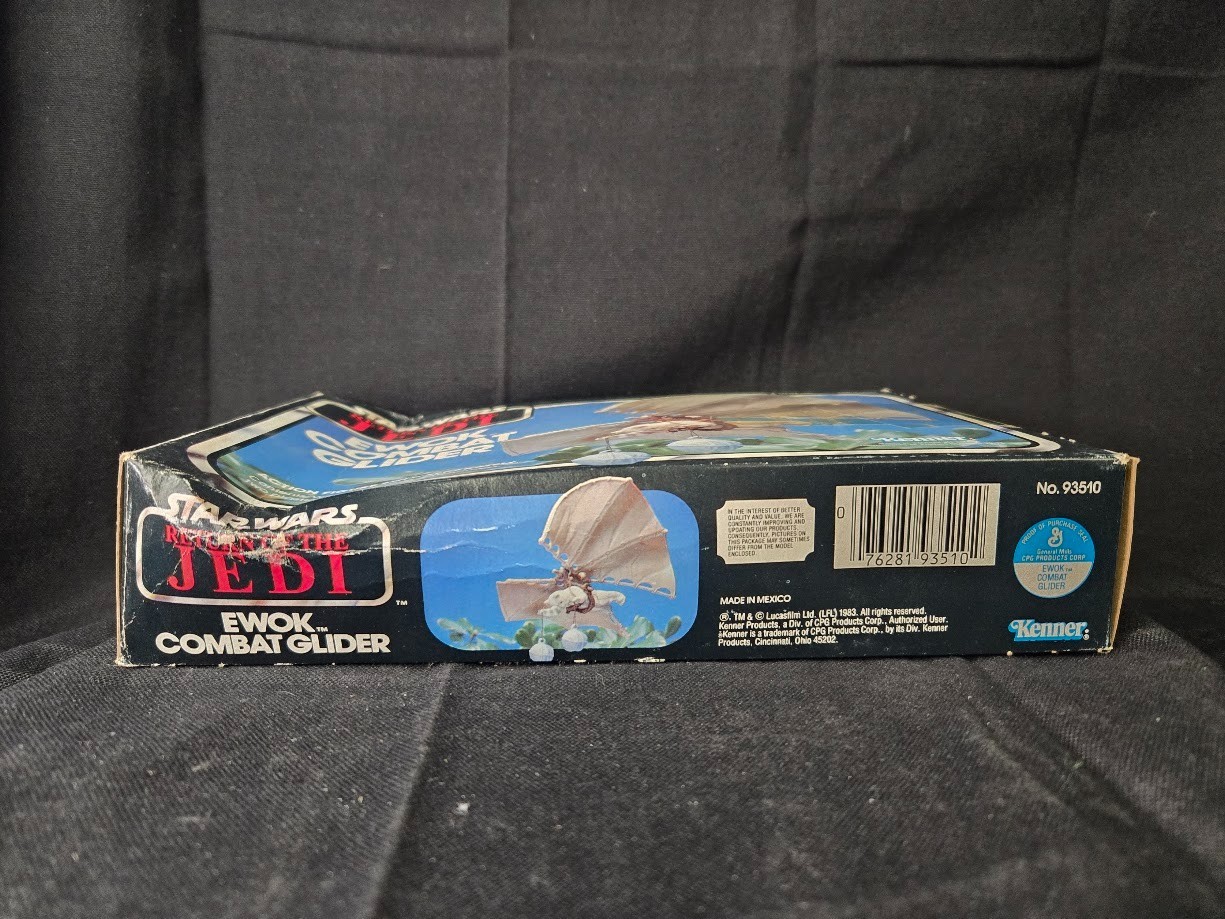 JEDI
EWOK
COMBAT
GLIDER
Kenner
STAR WARS
RETURN OF THE
JEDI
™
EWOK™
COMBAT GLIDER
IN THE INTEREST OF BETTER
QUALITY AND VALUE, WE ARE
CONSTANTLY IMPROVING AND
UPDATING OUR PRODUCTS.
CONSEQUENTLY, PICTURES ON
THIS PACKAGE MAY SOMETIMES
DIFFER FROM THE MODEL
ENCLOSED.
0 76281 93510
No. 93510
PROOF OF PURCHASE SEAL
G
General Mills
CPG PRODUCTS CORP
EWOK™
COMBAT
GLIDER
MADE IN MEXICO
®, TM & © Lucasfilm Ltd. (LFL) 1983. All rights reserved.
Kenner Products, a Div. of CPG Products Corp., Authorized User.
Kenner is a trademark of CPG Products Corp., by its Div. Kenner
Products, Cincinnati, Ohio 45202.
Kenner